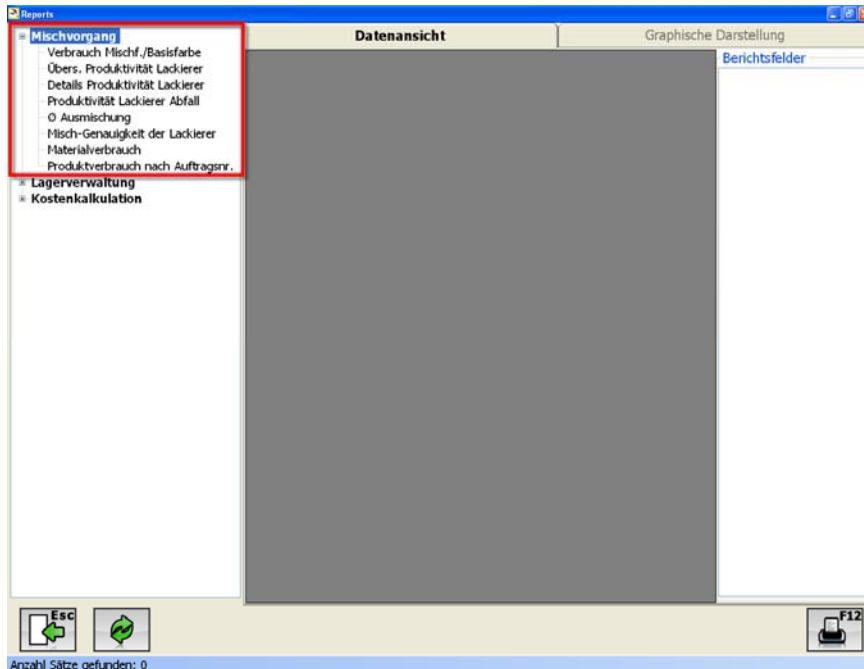 Reports
Mischvorgang
Verbrauch Mischf./Basisfarbe
Übers. Produktivität Lackierer
Details Produktivität Lackierer
Produktivität Lackierer Abfall
Ø Ausmischung
Misch-Genauigkeit der Lackierer
Materialverbrauch
Produktverbrauch nach Auftragsnr.
Lagerverwaltung
Kostenkalkulation
Datenansicht
Graphische Darstellung
Berichtsfelder
Esc
F12
Anzahl Sätze gefunden: 0